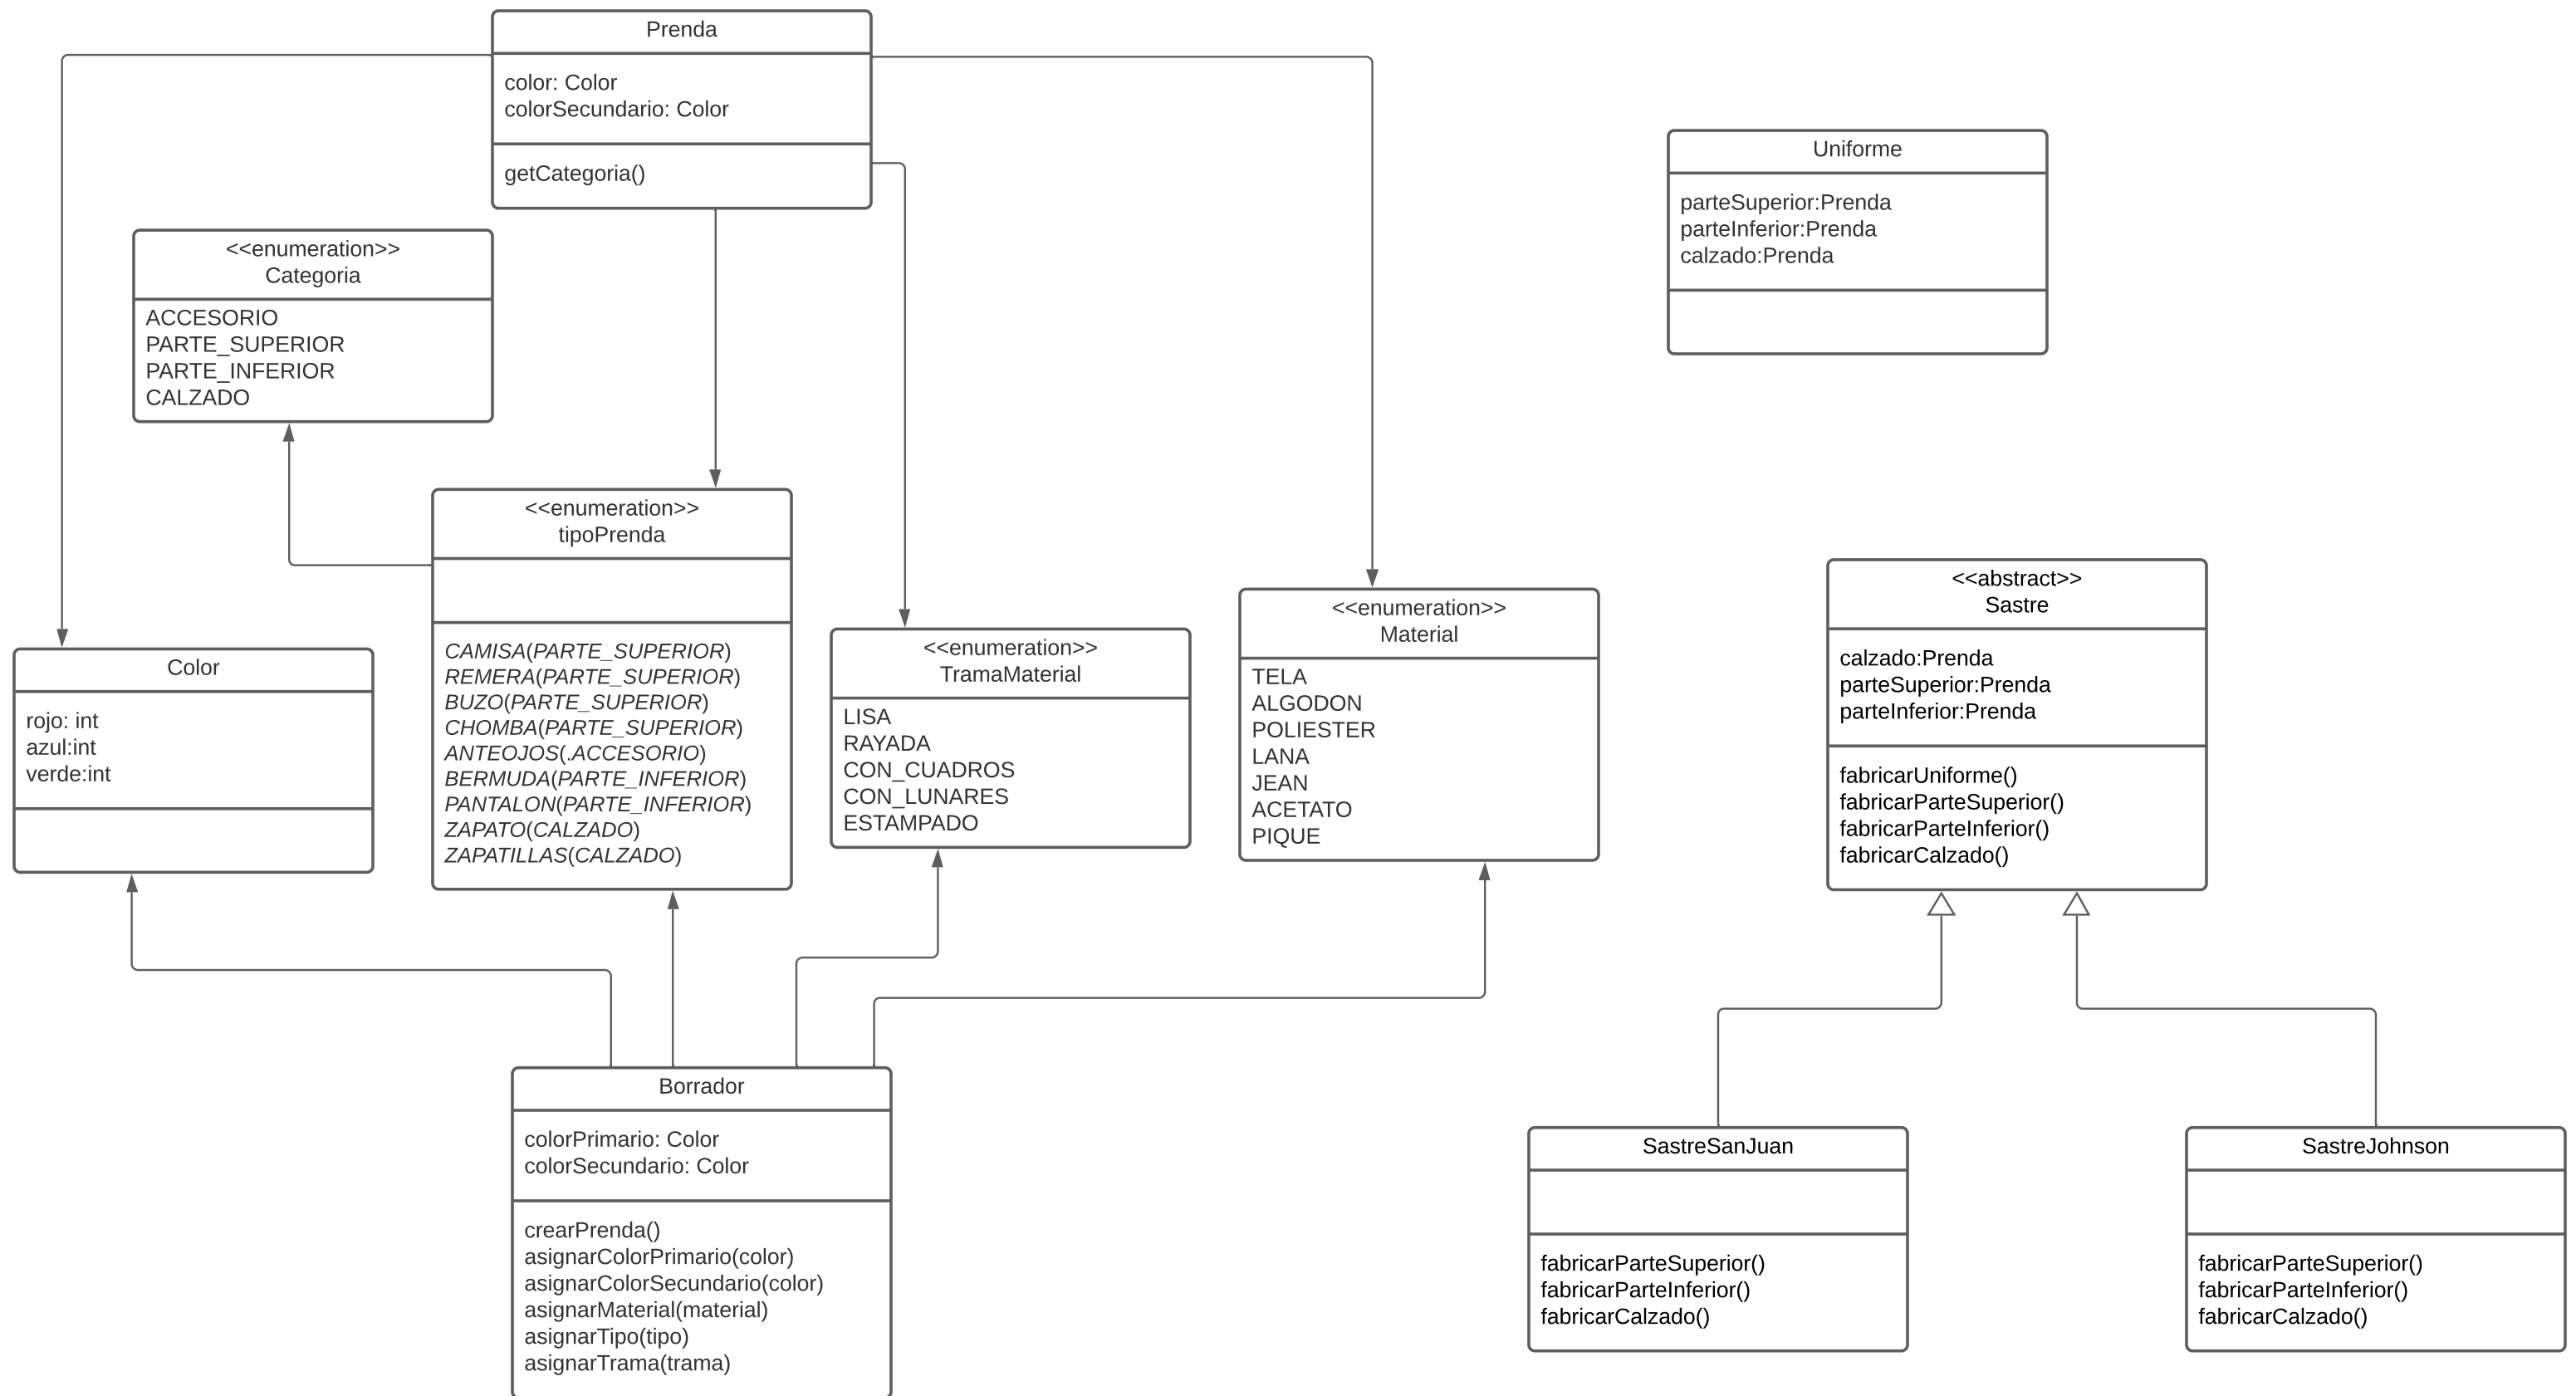 Prenda
color: Color
colorSecundario: Color
getCategoria()
Uniforme
parteSuperior:Prenda
parteInferior:Prenda
calzado:Prenda
<<enumeration>>
Categoria
ACCESORIO
PARTE_SUPERIOR
PARTE_INFERIOR
CALZADO
<<enumeration>>
tipoPrenda
CAMISA(PARTE_SUPERIOR)
REMERA(PARTE_SUPERIOR)
BUZO(PARTE_SUPERIOR)
CHOMBA(PARTE_SUPERIOR)
ANTEOJOS(.ACCESORIO)
BERMUDA(PARTE_INFERIOR)
PANTALON(PARTE_INFERIOR)
ZAPATO(CALZADO)
ZAPATILLAS(CALZADO)
Color
rojo: int
azul:int
verde:int
<<enumeration>>
TramaMaterial
LISA
RAYADA
CON_CUADROS
CON_LUNARES
ESTAMPADO
<<enumeration>>
Material
TELA
ALGODON
POLIESTER
LANA
JEAN
ACETATO
PIQUE
<<abstract>>
Sastre
calzado:Prenda
parteSuperior:Prenda
parteInferior:Prenda
fabricarUniforme()
fabricarParteSuperior()
fabricarParteInferior()
fabricarCalzado()
Borrador
colorPrimario: Color
colorSecundario: Color
crearPrenda()
asignarColorPrimario(color)
asignarColorSecundario(color)
asignarMaterial(material)
asignarTipo(tipo)
asignarTrama(trama)
SastreSanJuan
fabricarParteSuperior()
fabricarParteInferior()
fabricarCalzado()
SastreJohnson
fabricarParteSuperior()
fabricarParteInferior()
fabricarCalzado()